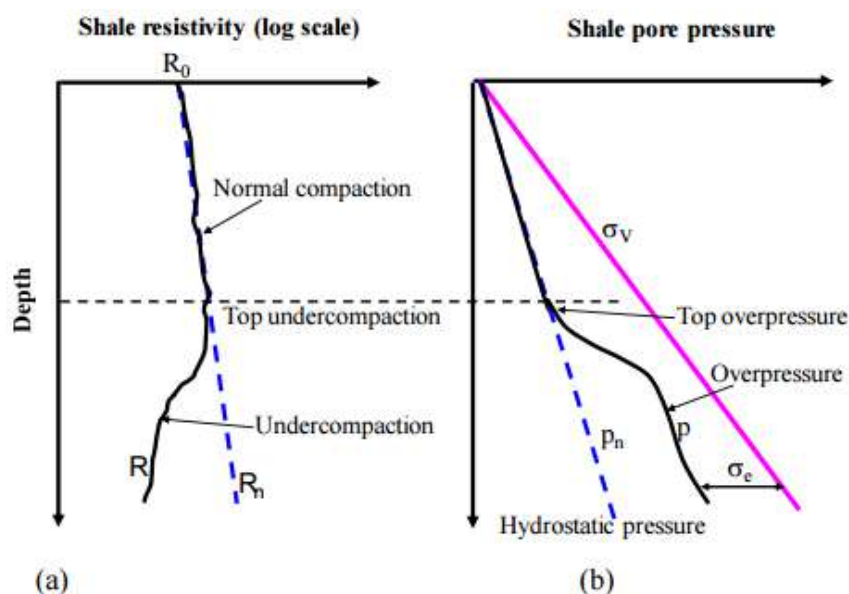 Shale resistivity (log scale)
R₀
Normal compaction
Depth
Top undercompaction
Undercompaction
R
Rₙ
(a)
Shale pore pressure
σᵥ
Top overpressure
Overpressure
pₙ
p
σₑ
Hydrostatic pressure
(b)